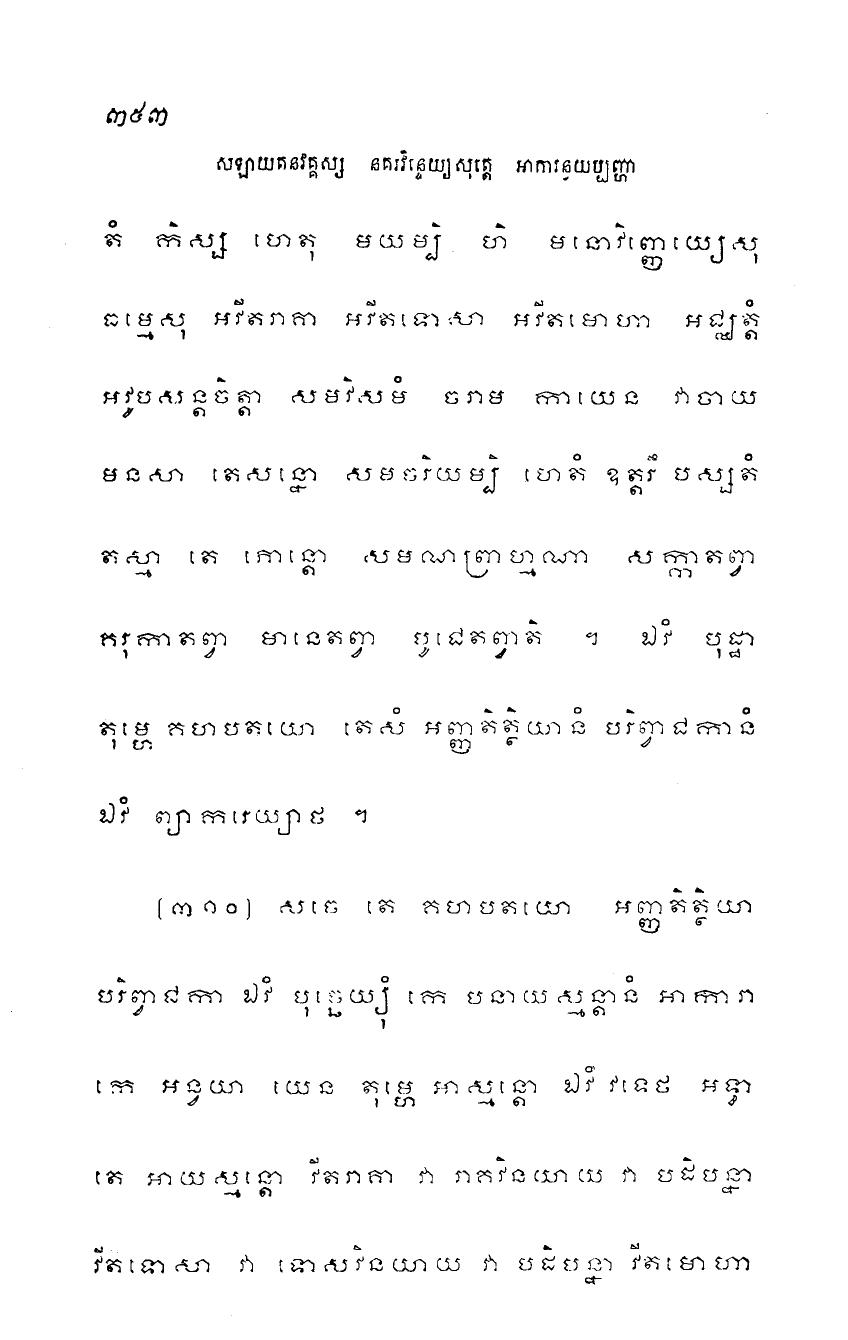 ៣៥៣
សឡាយតនវគ្គស្ស នគរវិន្ទេយ្យសុត្តេ អាការន្វយប្បញ្ហា
តំ កិស្ស ហេតុ មយម្បិ ហិ មនោវិញ្ញេយ្យេសុ
ធម្មេសុ អវីតរាគា អវីតទោសា អវីតមោហា អជ្ឈត្តំ
អវូបសន្តចិត្តា សមវិសមំ ចរាម កាយេន វាចាយ
មនសា តេសន្នោ សមចរិយម្បិ ហេតំ ឧត្តរឹ បស្សតំ
តស្មា តេ កោន្តោ សមណព្រាហ្មណា សក្កាតព្វា
ករុកាតព្វា មានេតព្វា បូជេតព្វាតិ ។ ឯវំ បុដ្ឋា
តុម្ហេ គហបតយោ តេសំ អញ្ញតិត្ថិយានំ បរិព្វាជកានំ
ឯវំ ព្យាករេយ្យាថ ។
(៣១០) សចេ តេ គហបតយោ អញ្ញតិត្ថិយា
បរិព្វាជកា ឯវំ បុច្ឆេយ្យុំ កេ បនាយស្មន្តានំ អាការា
កេ អន្វយា យេន តុម្ហេ អាស្មន្តោ ឯវំ វទេថ អទ្ធា
តេ អាយស្មន្តោ វីតរាគា វា រាគវិនយាយ វា បដិបន្នា
វីតទោសា វា ទោសវិនយាយ វា បដិបន្នា វីតមោហា